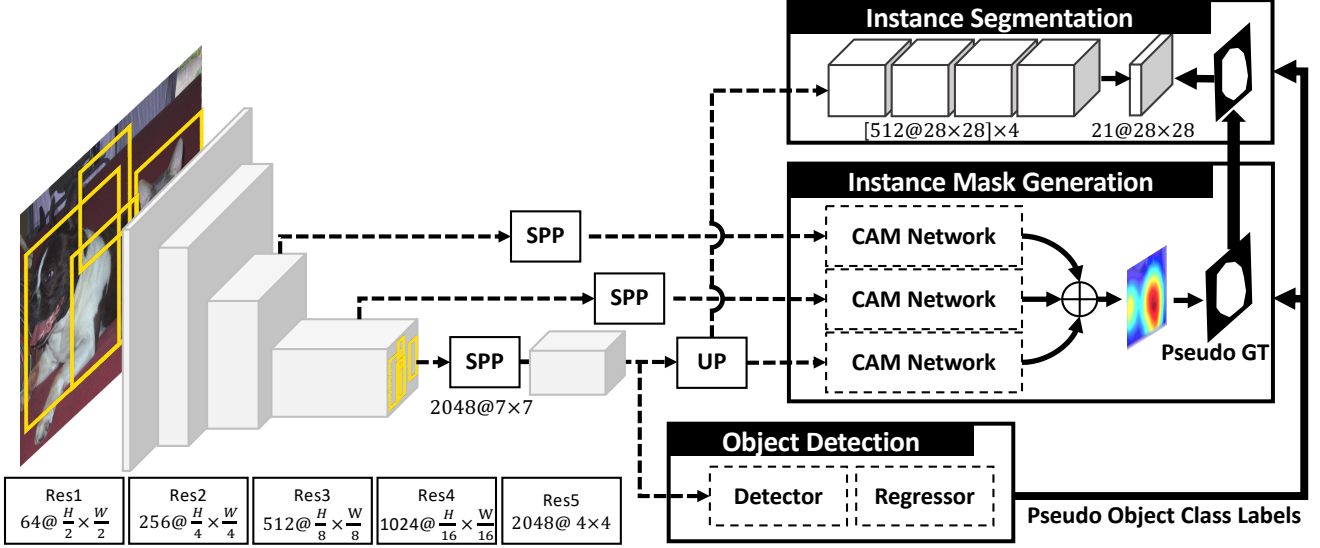 Instance Segmentation
[512@28×28]×4
21@28×28
Instance Mask Generation
SPP
CAM Network
SPP
CAM Network
SPP
UP
CAM Network
Pseudo GT
2048@7×7
Object Detection
Detector
Regressor
Pseudo Object Class Labels
Res1
64@ H/2 × W/2
Res2
256@ H/4 × W/4
Res3
512@ H/8 × W/8
Res4
1024@ H/16 × W/16
Res5
2048@ 4×4